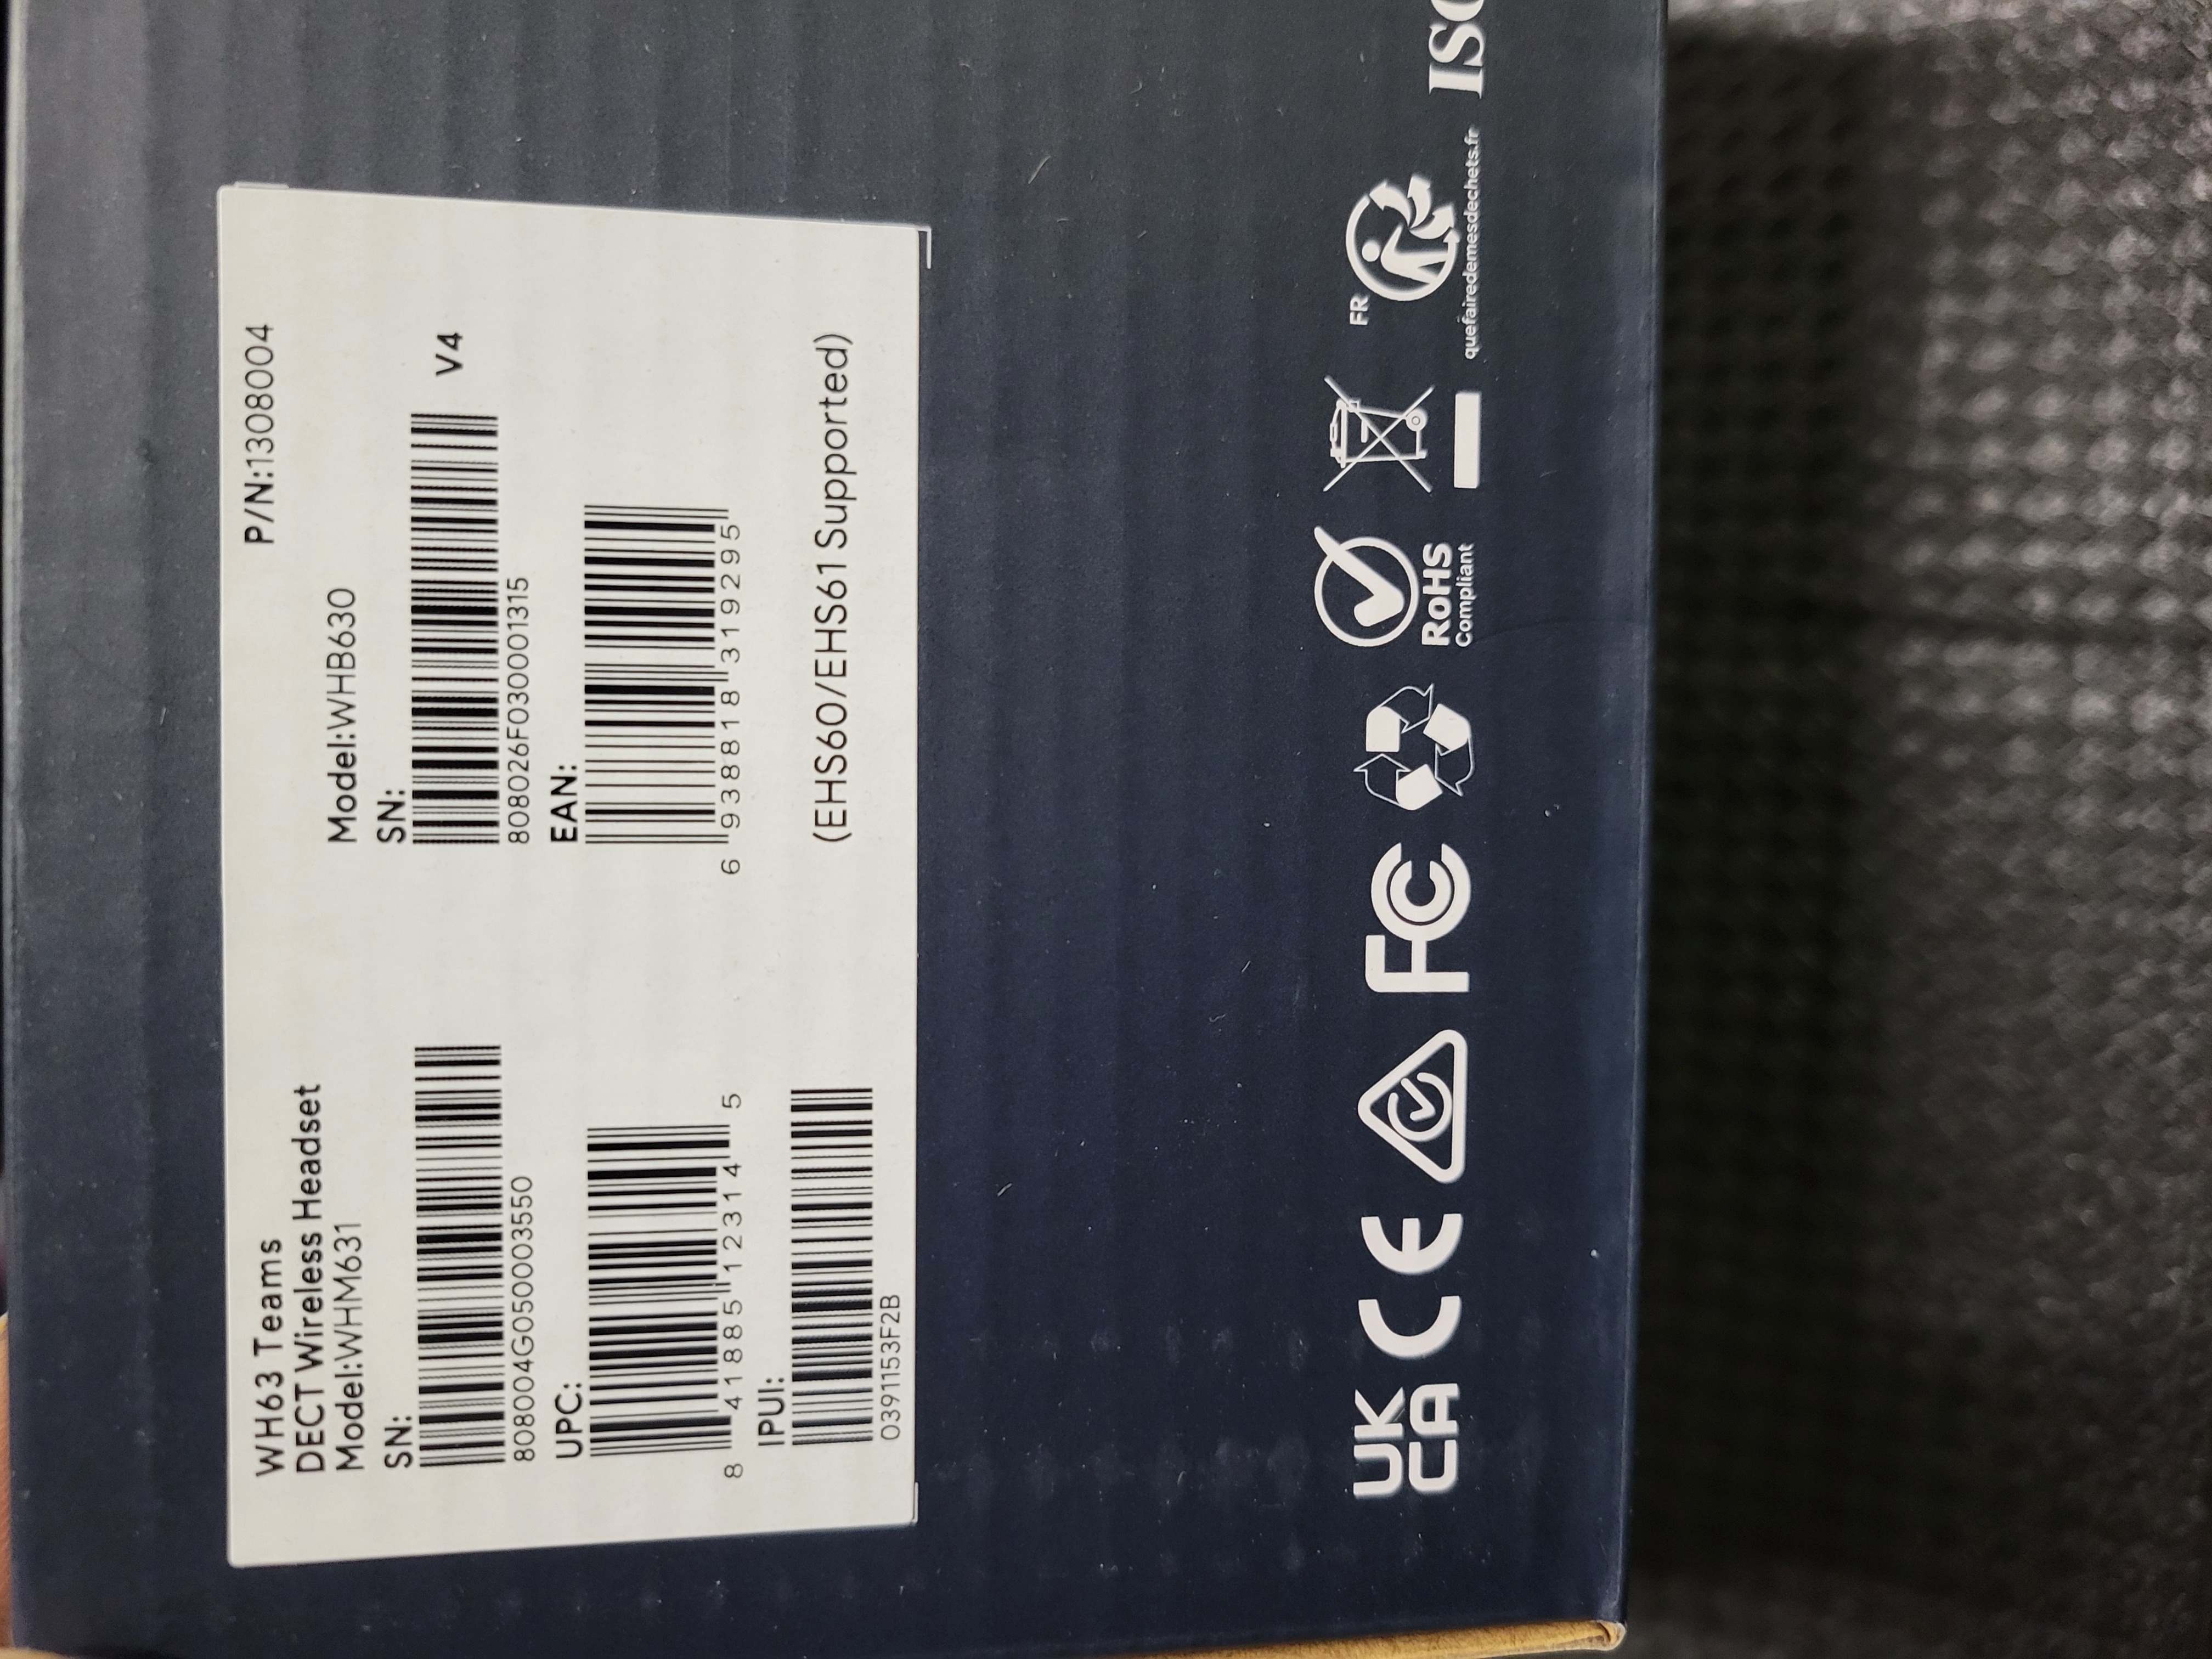 WH63 Teams
DECT Wireless Headset
Model:WHM631
SN:
808004G050003550
UPC:
8 41885 12314 5
IPUI:
0391153F2B
P/N:1308004
Model:WHB630
SN:
V4
808026F030001315
EAN:
6 938818 319295
(EHS60/EHS61 Supported)
UK
CA
CE
FC
RoHS
Compliant
FR
quefairedemesdechets.fr